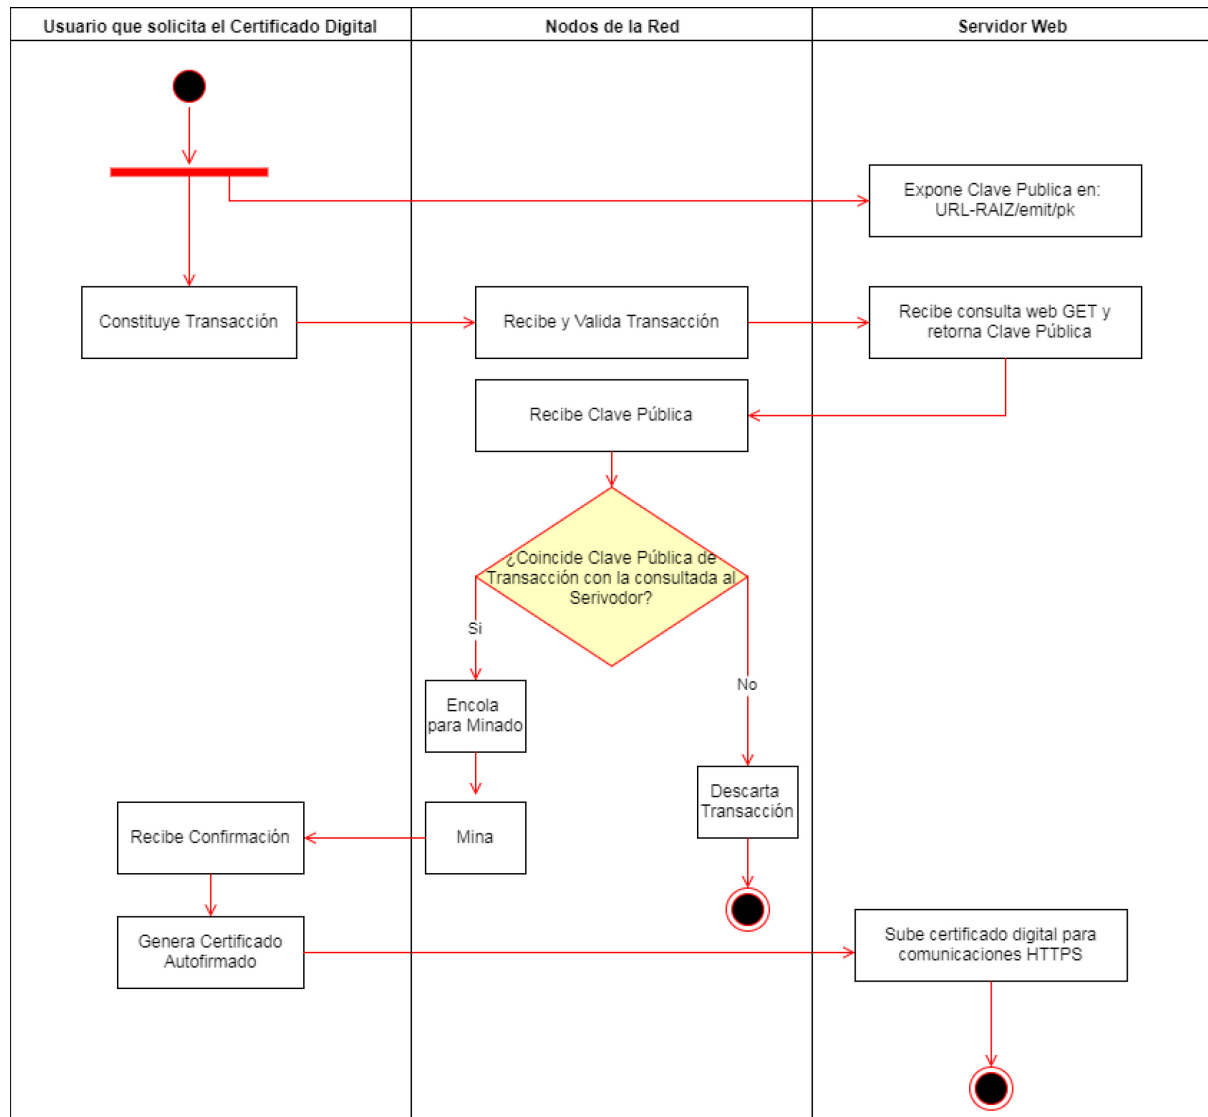 Usuario que solicita el Certificado Digital
Nodos de la Red
Servidor Web
Expone Clave Publica en:
URL-RAIZ/emit/pk
Constituye Transacción
Recibe y Valida Transacción
Recibe consulta web GET y
retorna Clave Pública
Recibe Clave Pública
¿Coincide Clave Pública de
Transacción con la consultada al
Serivodor?
Si
No
Encola
para Minado
Descarta
Transacción
Recibe Confirmación
Mina
Genera Certificado
Autofirmado
Sube certificado digital para
comunicaciones HTTPS